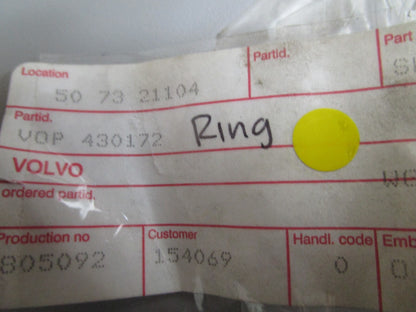 Location Partid. Part
50 73 21104
Partid.
VOP 430172 Ring
VOLVO
ordered partid.
Production no Customer Handl. code Emb
805092 154069 0